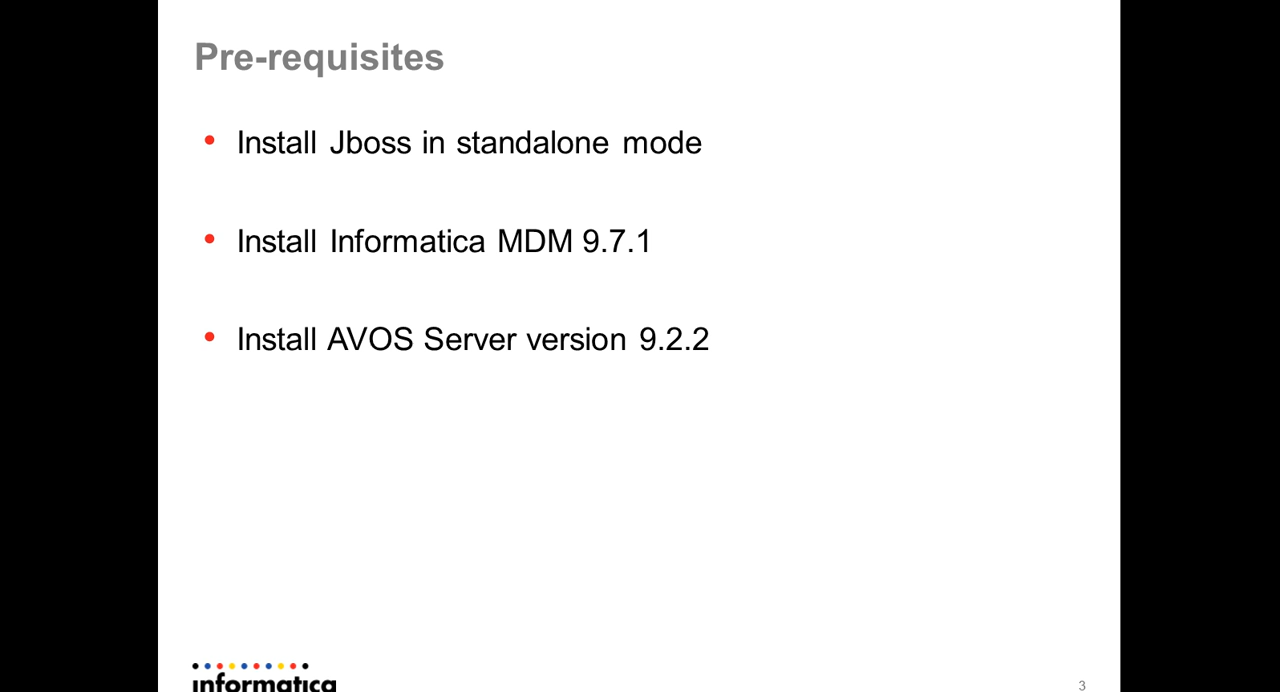 Pre-requisites
• Install Jboss in standalone mode
• Install Informatica MDM 9.7.1
• Install AVOS Server version 9.2.2
informatica
3